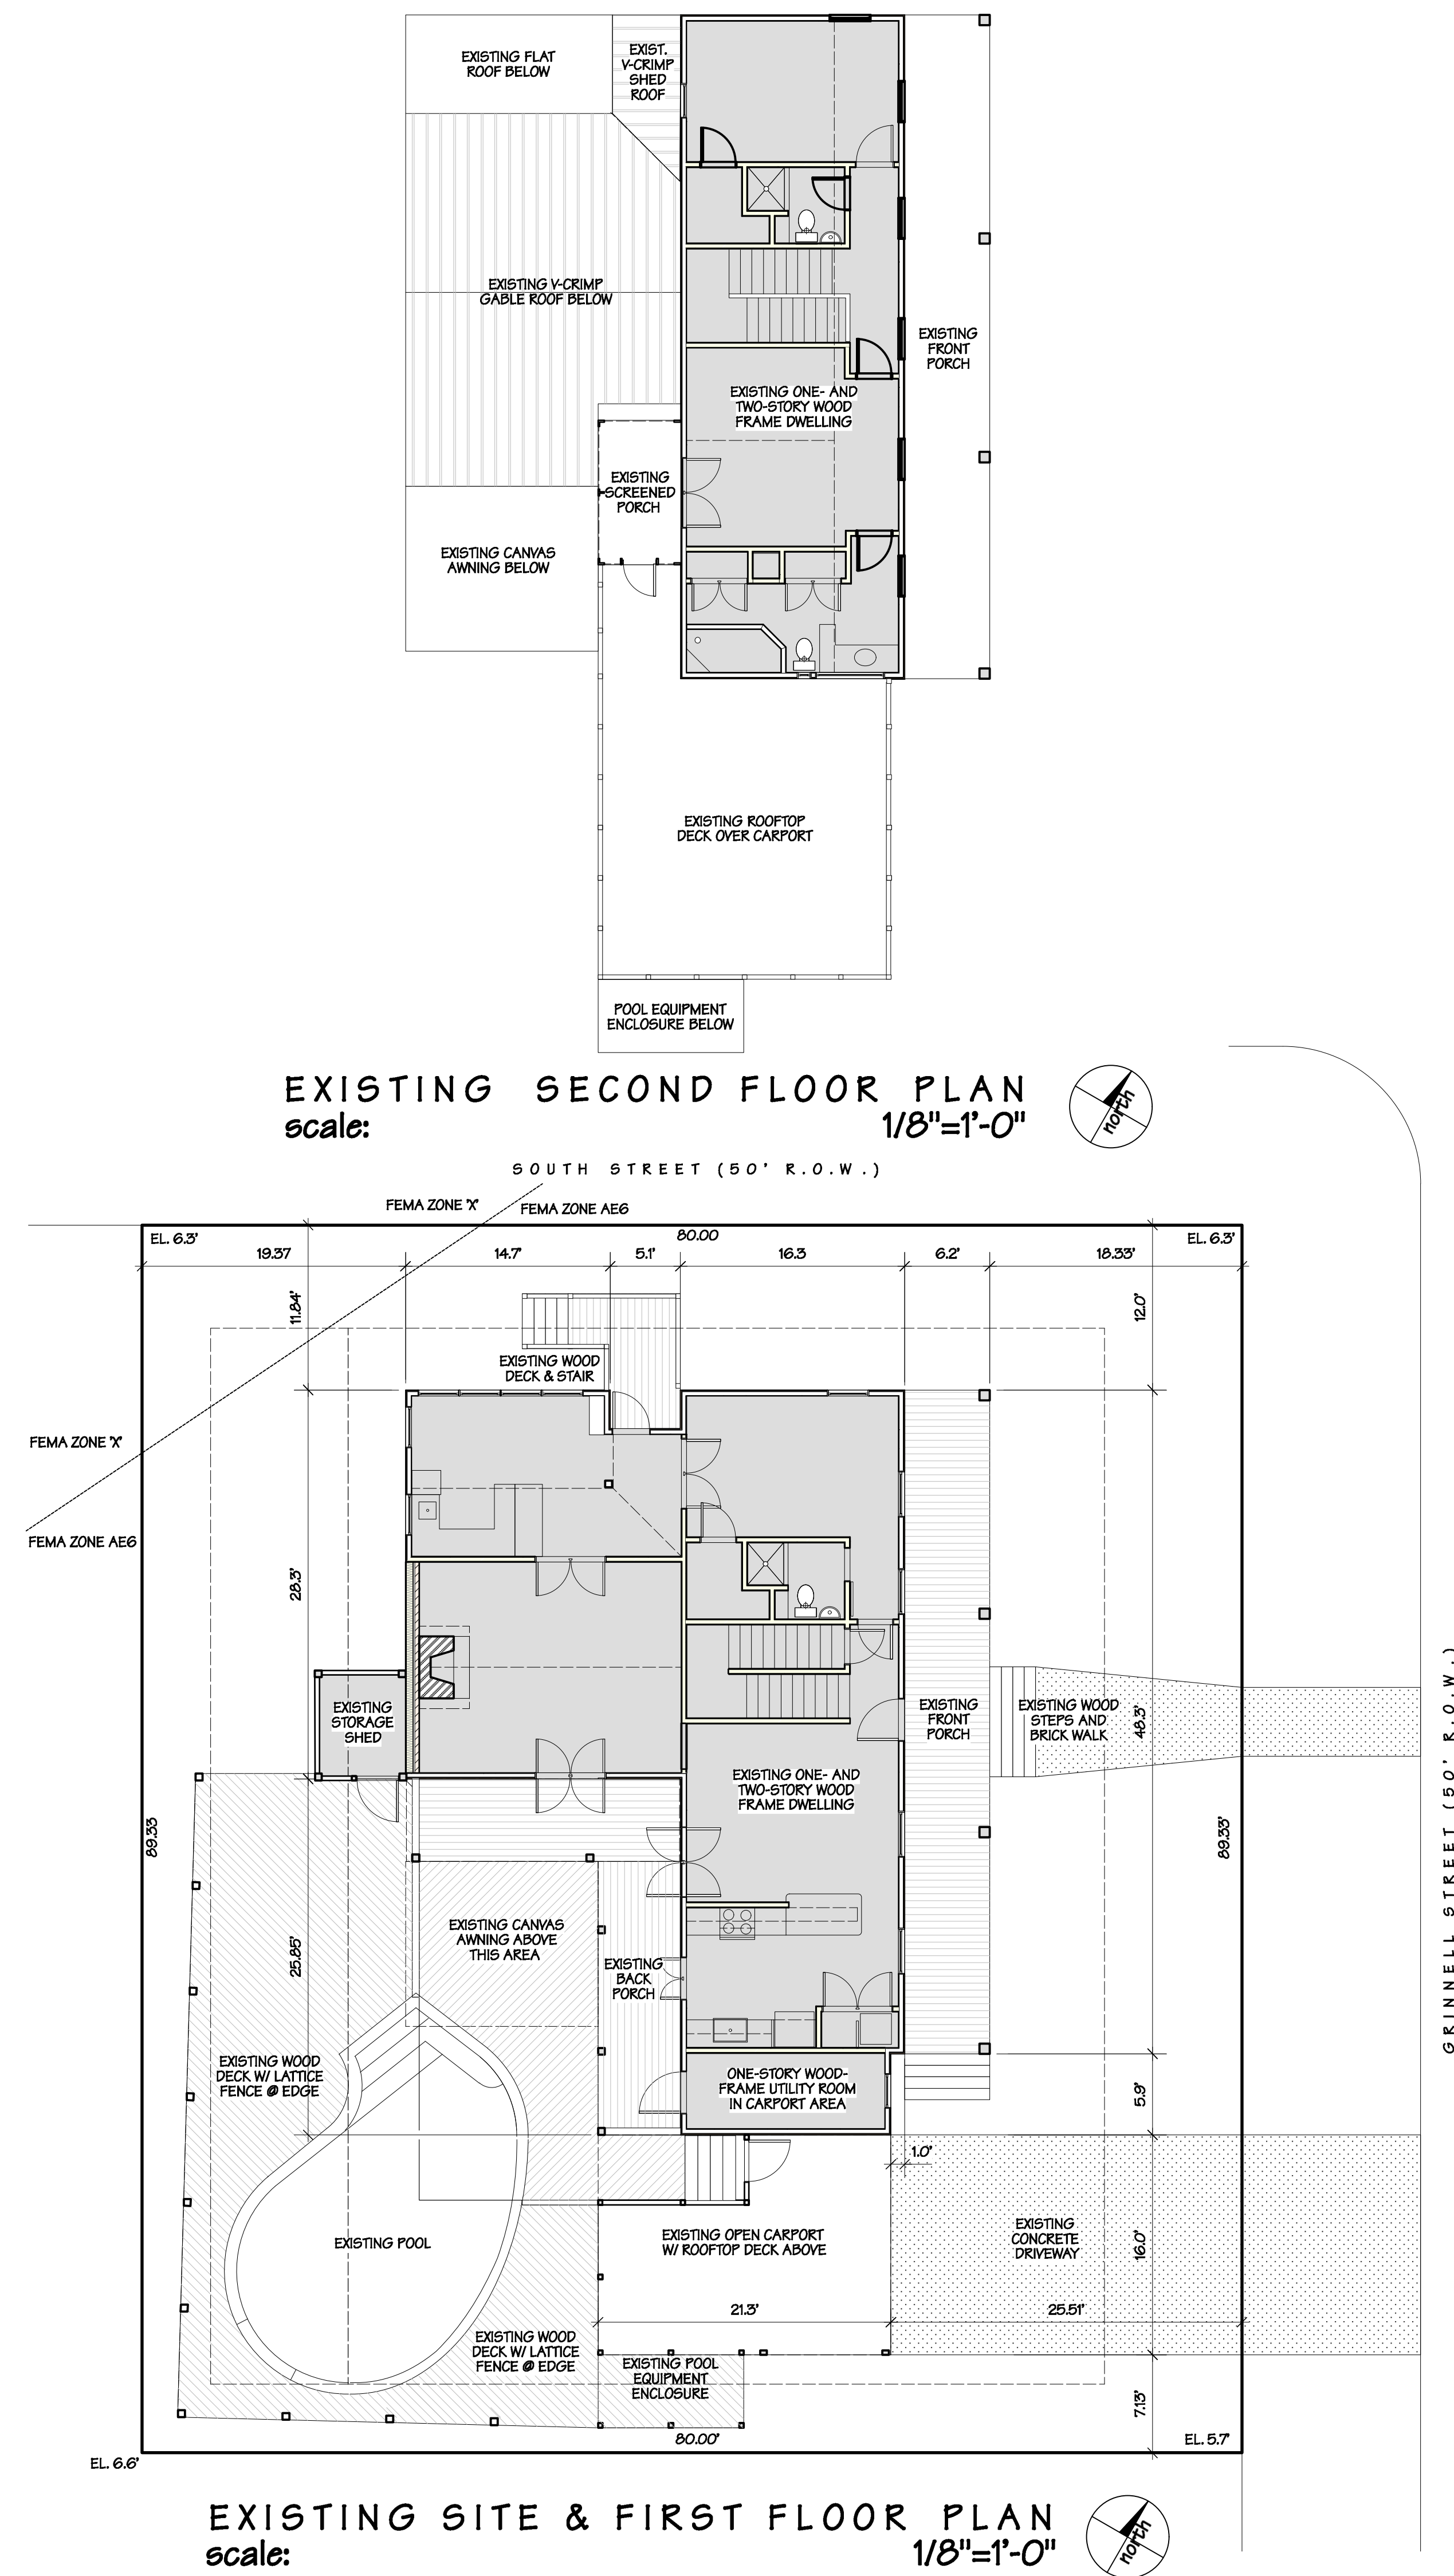 EXISTING FLAT
ROOF BELOW
EXIST.
V-CRIMP
SHED
ROOF
EXISTING V-CRIMP
GABLE ROOF BELOW
EXISTING
FRONT
PORCH
EXISTING ONE- AND
TWO-STORY WOOD
FRAME DWELLING
EXISTING
SCREENED
PORCH
EXISTING CANVAS
AWNING BELOW
EXISTING ROOFTOP
DECK OVER CARPORT
POOL EQUIPMENT
ENCLOSURE BELOW
EXISTING SECOND FLOOR PLAN
scale: 1/8"=1'-0"
north
SOUTH STREET (50' R.O.W.)
FEMA ZONE "X"
FEMA ZONE AE6
EL. 6.3'
80.00
EL. 6.3'
19.37
14.7'
5.1'
16.3
6.2'
18.33'
11.84'
12.0'
EXISTING WOOD
DECK & STAIR
FEMA ZONE "X"
FEMA ZONE AE6
28.3'
EXISTING
STORAGE
SHED
EXISTING
FRONT
PORCH
EXISTING WOOD
STEPS AND
BRICK WALK
48.3'
GRINNELL STREET (50' R.O.W.)
EXISTING ONE- AND
TWO-STORY WOOD
FRAME DWELLING
89.33
89.33'
EXISTING CANVAS
AWNING ABOVE
THIS AREA
25.85'
EXISTING
BACK
PORCH
EXISTING WOOD
DECK W/ LATTICE
FENCE @ EDGE
ONE-STORY WOOD-
FRAME UTILITY ROOM
IN CARPORT AREA
5.9'
1.0'
EXISTING POOL
EXISTING OPEN CARPORT
W/ ROOFTOP DECK ABOVE
EXISTING
CONCRETE
DRIVEWAY
16.0'
21.3'
25.51'
EXISTING WOOD
DECK W/ LATTICE
FENCE @ EDGE
EXISTING POOL
EQUIPMENT
ENCLOSURE
7.13'
80.00'
EL. 5.7'
EL. 6.6'
EXISTING SITE & FIRST FLOOR PLAN
scale: 1/8"=1'-0"
north